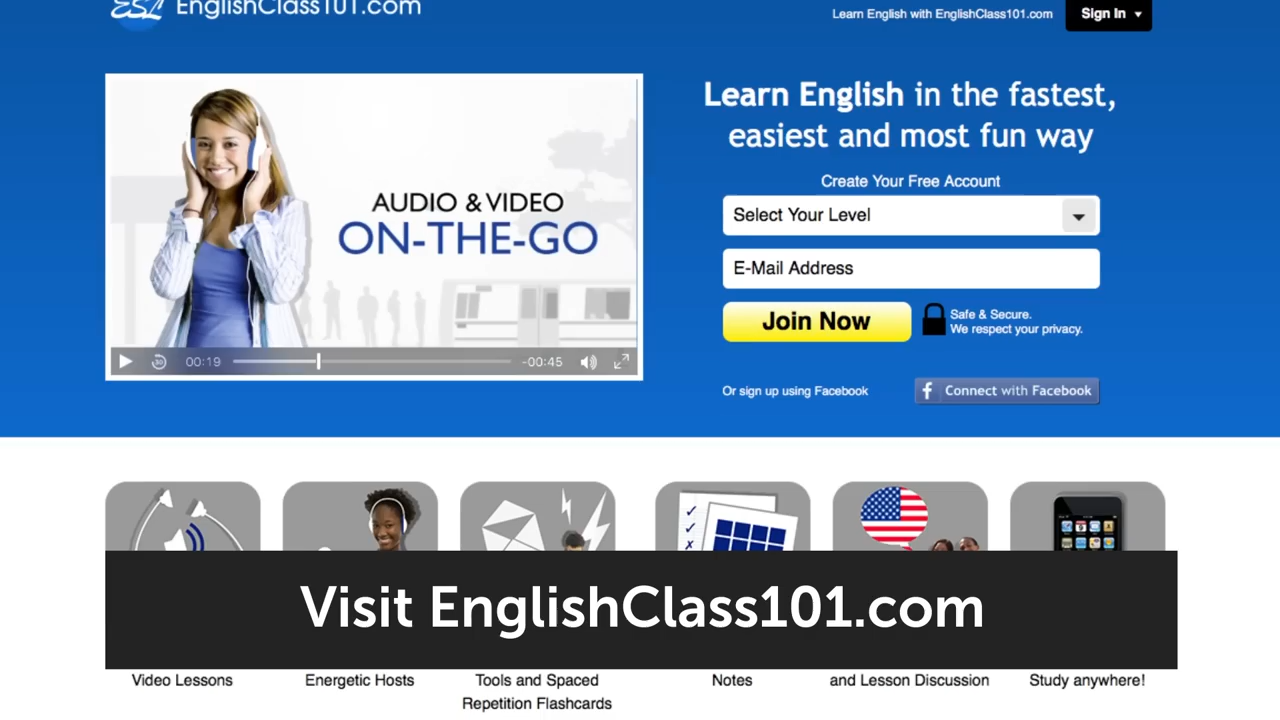 ESL EnglishClass101.com
Learn English with EnglishClass101.com
Sign In
AUDIO & VIDEO
ON-THE-GO
00:19
-00:45
Learn English in the fastest,
easiest and most fun way
Create Your Free Account
Select Your Level
E-Mail Address
Join Now
Safe & Secure.
We respect your privacy.
Or sign up using Facebook
f Connect with Facebook
Visit EnglishClass101.com
Video Lessons
Energetic Hosts
Tools and Spaced
Repetition Flashcards
Notes
and Lesson Discussion
Study anywhere!